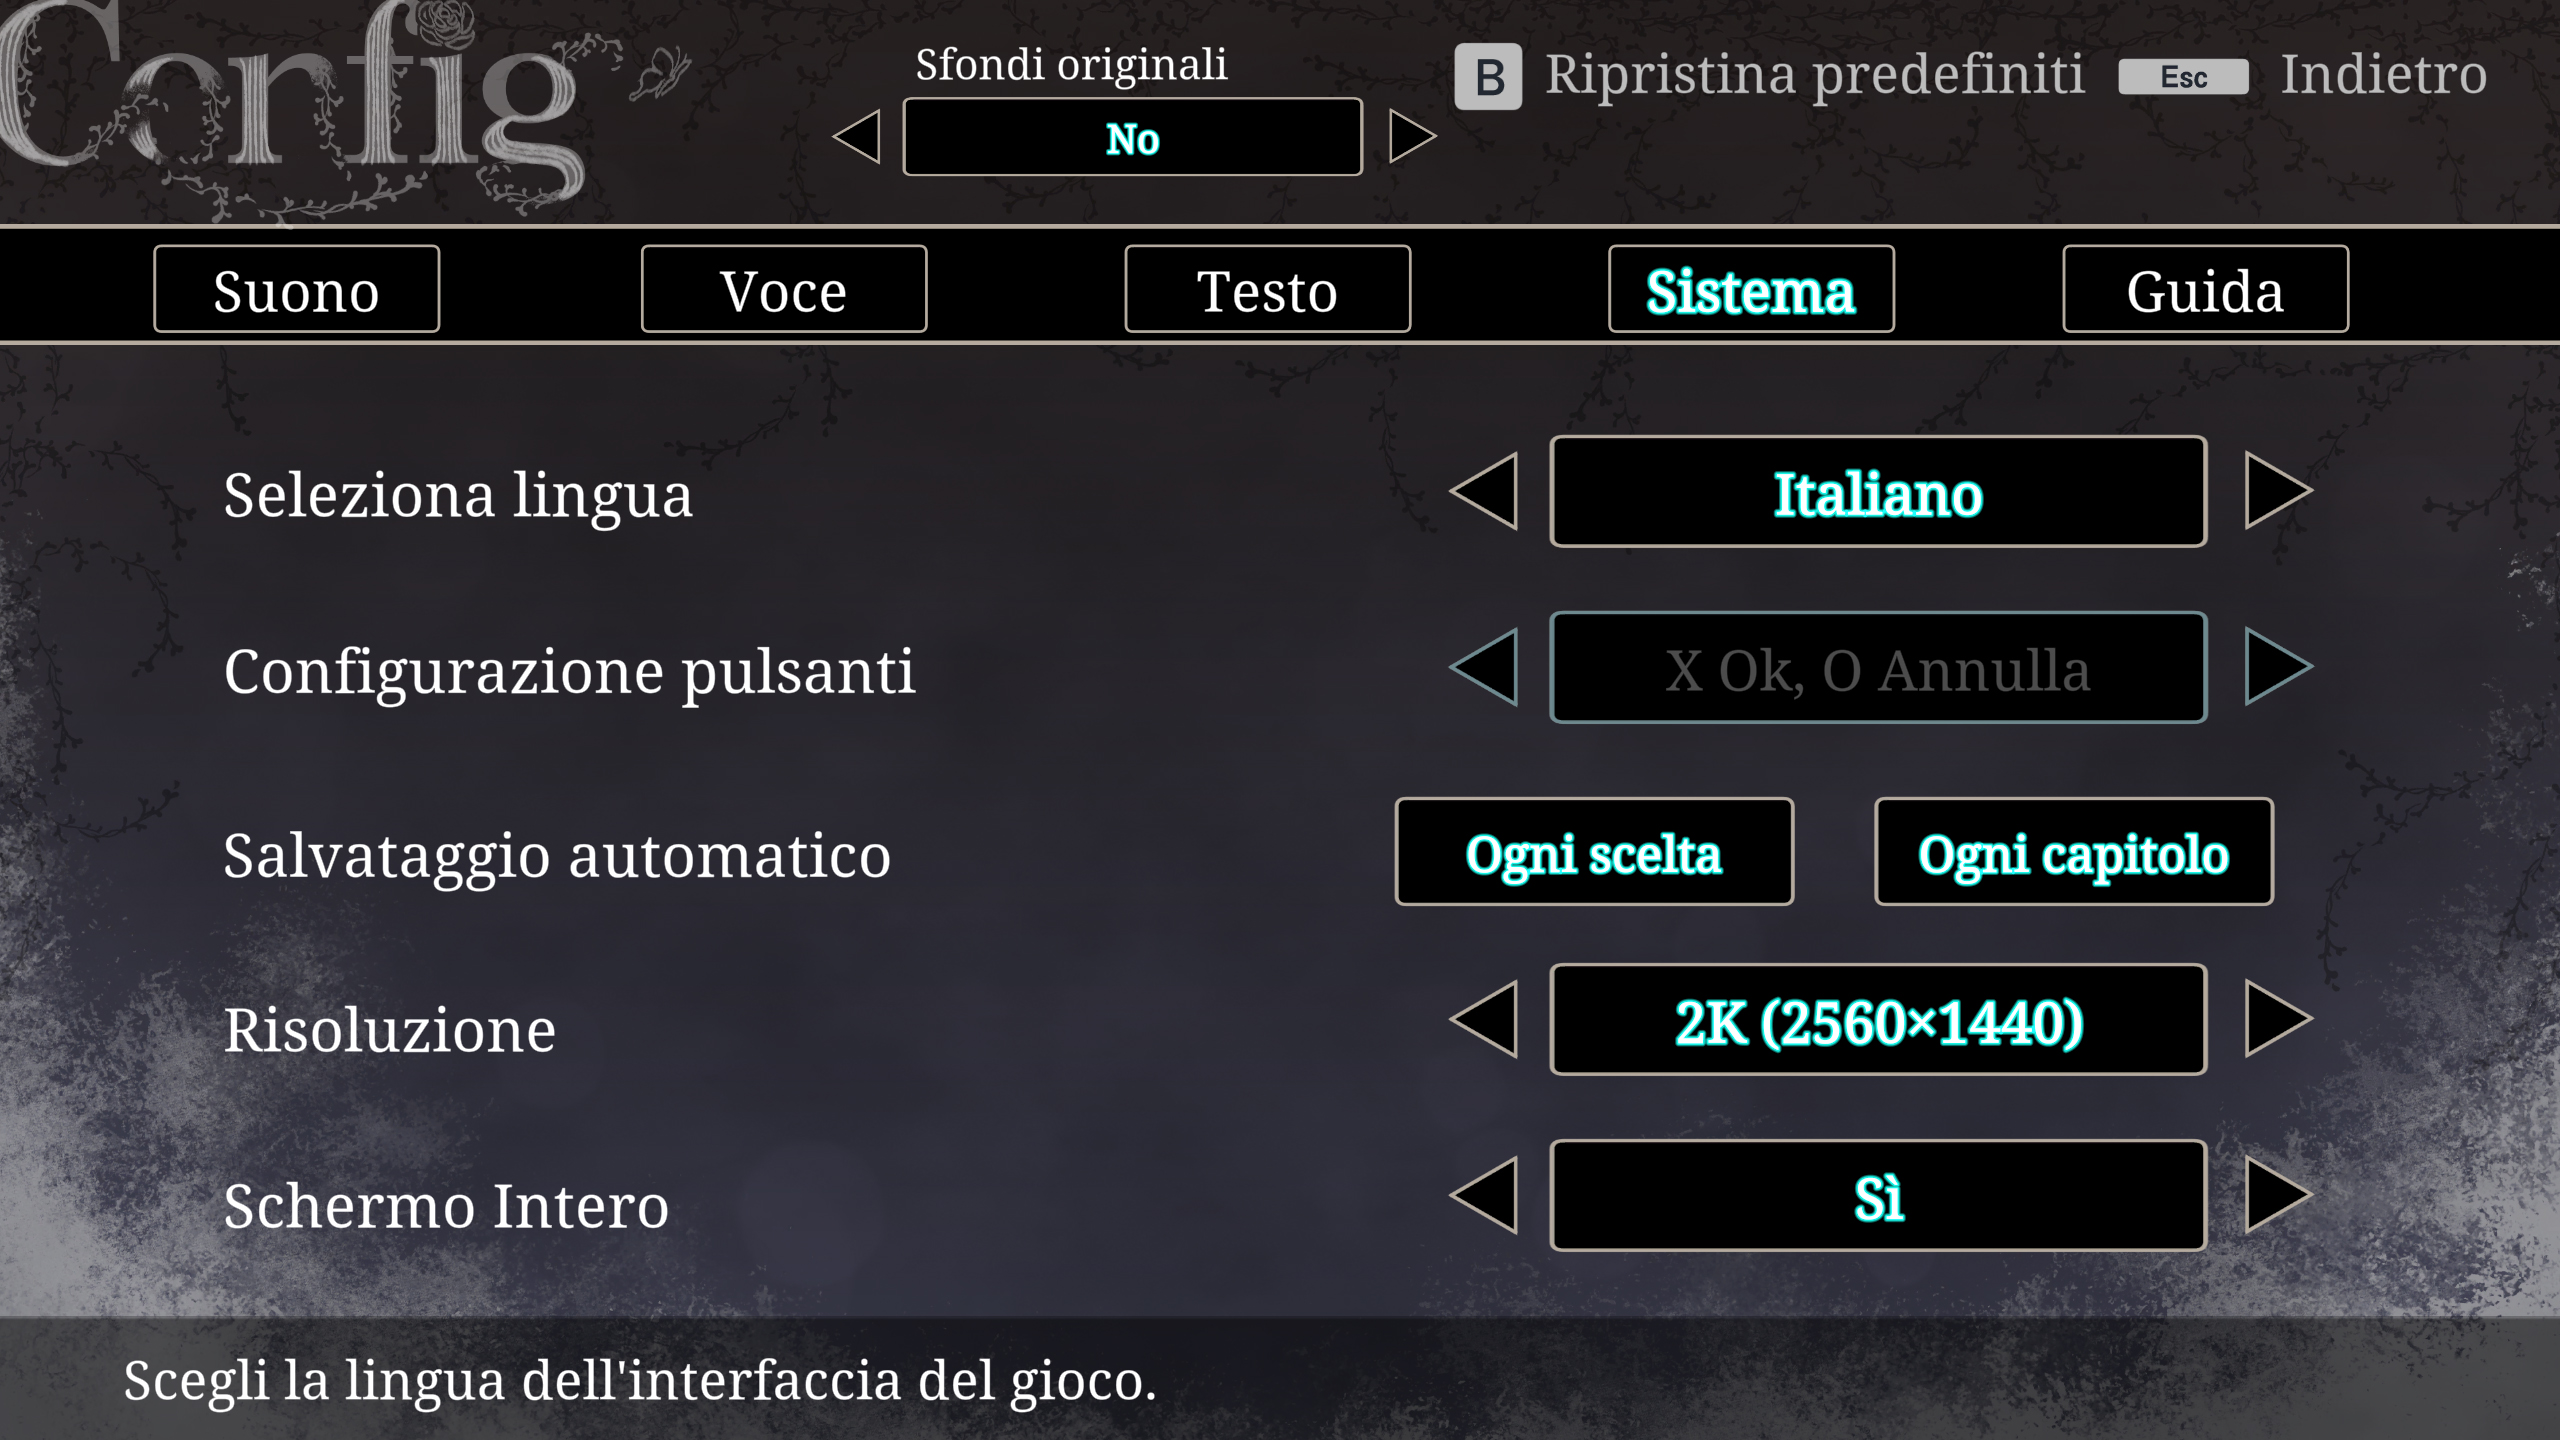 Config
Sfondi originali
No
B Ripristina predefiniti Esc Indietro
Suono Voce Testo Sistema Guida
Seleziona lingua Italiano
Configurazione pulsanti X Ok, O Annulla
Salvataggio automatico Ogni scelta Ogni capitolo
Risoluzione 2K (2560×1440)
Schermo Intero Sì
Scegli la lingua dell'interfaccia del gioco.